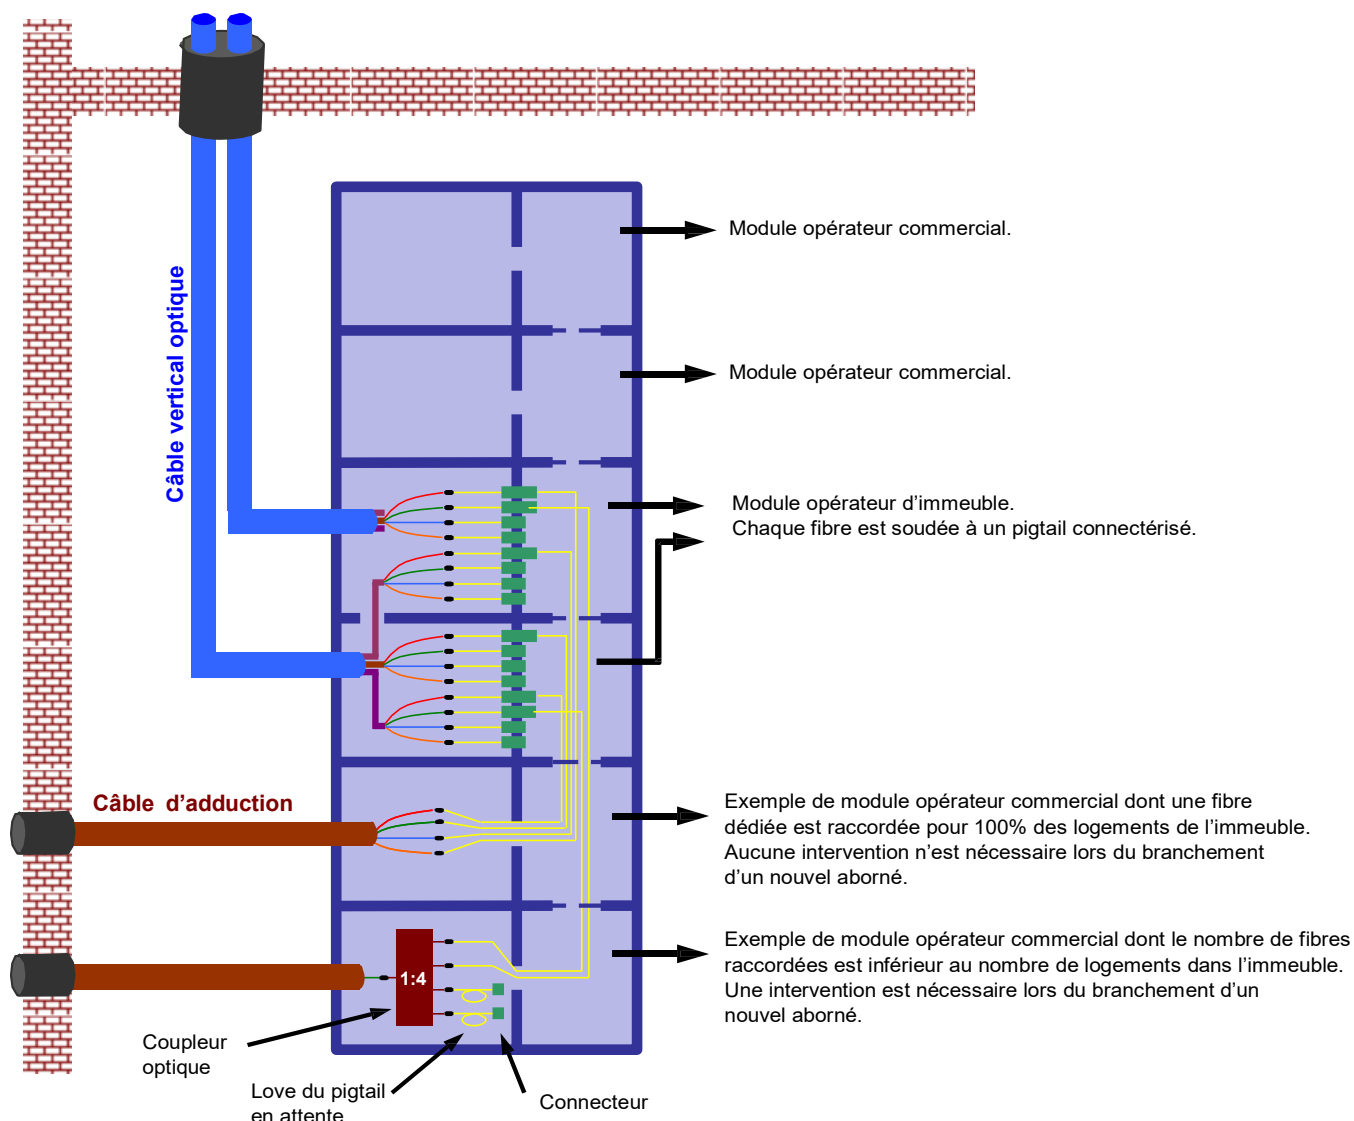 Module opérateur commercial.
Câble vertical optique
Module opérateur commercial.
Module opérateur d’immeuble.
Chaque fibre est soudée à un pigtail connectérisé.
Câble d’adduction
Exemple de module opérateur commercial dont une fibre
dédiée est raccordée pour 100% des logements de l’immeuble.
Aucune intervention n’est nécessaire lors du branchement
d’un nouvel aborné.
Exemple de module opérateur commercial dont le nombre de fibres
raccordées est inférieur au nombre de logements dans l’immeuble.
Une intervention est nécessaire lors du branchement d’un
nouvel aborné.
1:4
Coupleur
optique
Love du pigtail
en attente
Connecteur